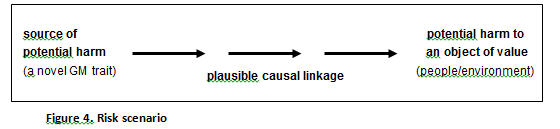 source of
potential harm
(a novel GM trait)
plausible causal linkage
potential harm to
an object of value
(people/environment)
Figure 4. Risk scenario